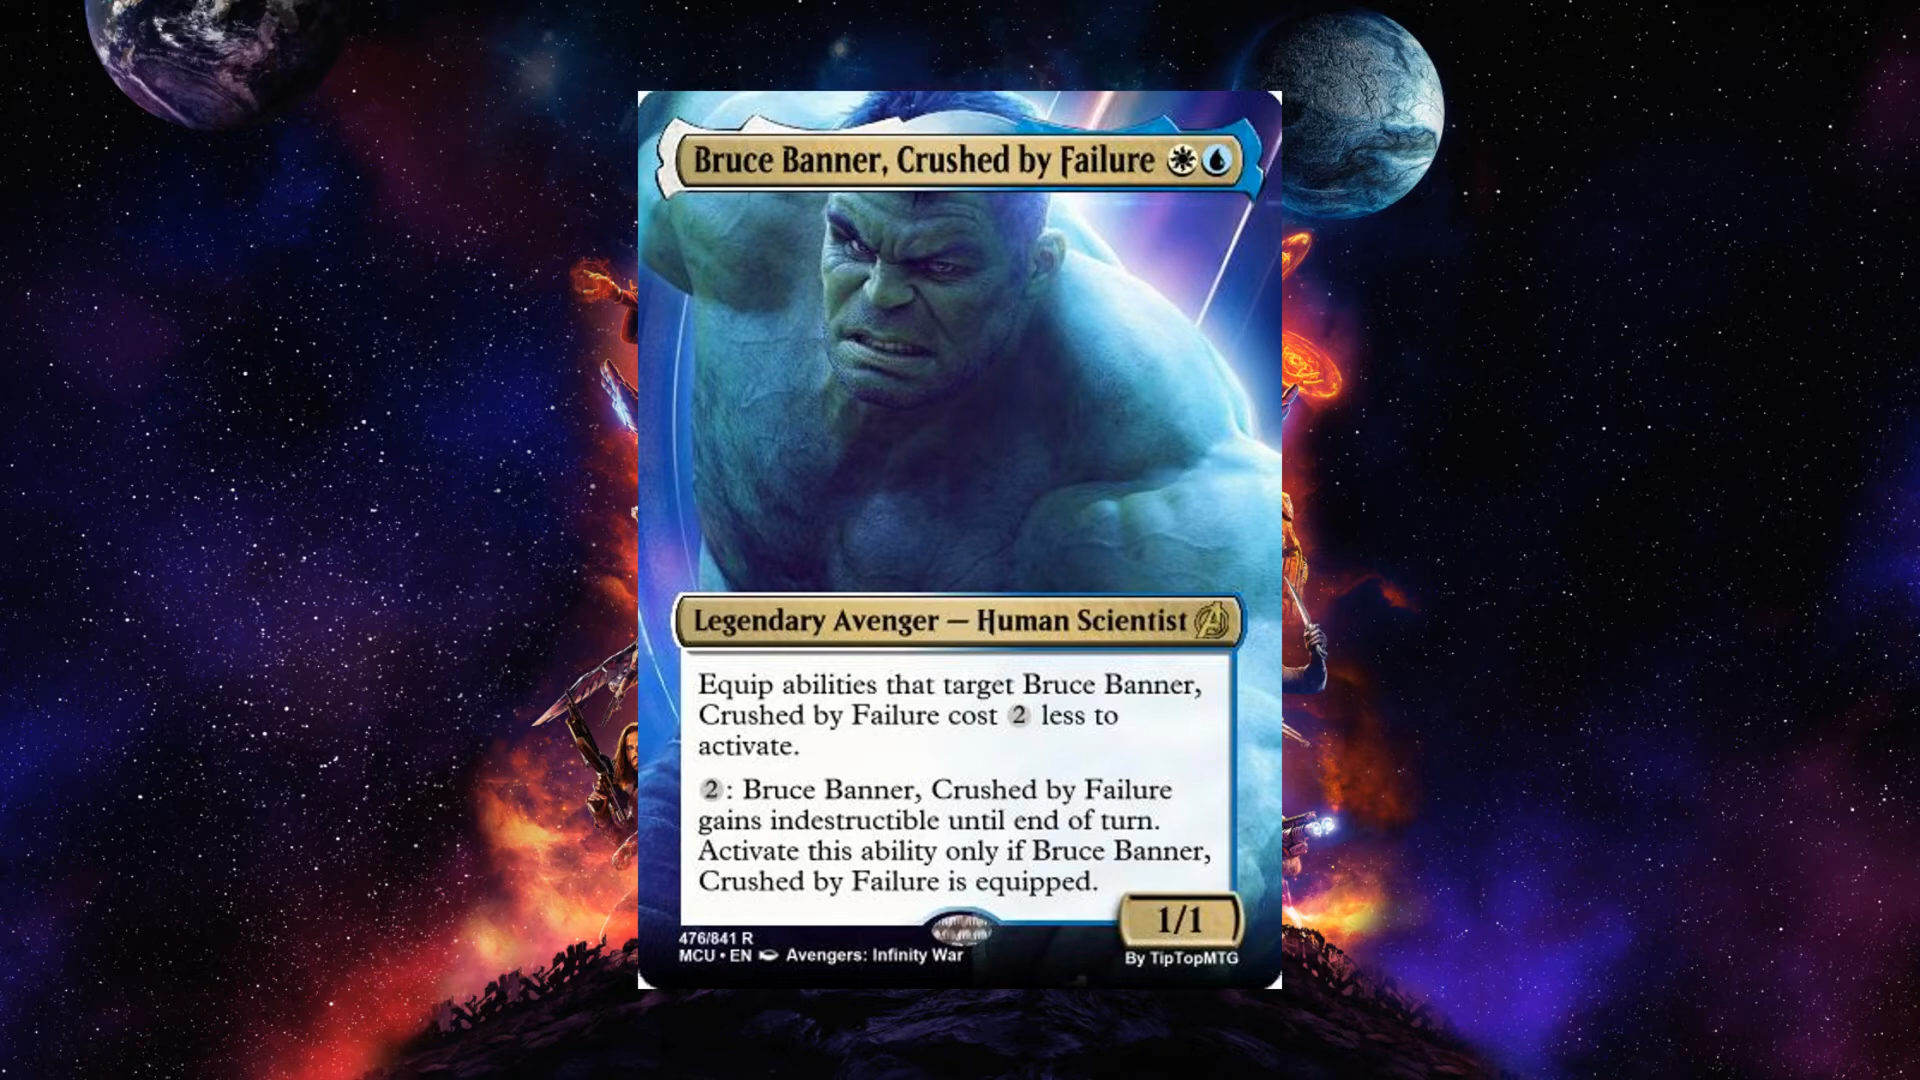 Bruce Banner, Crushed by Failure
Legendary Avenger — Human Scientist
Equip abilities that target Bruce Banner,
Crushed by Failure cost 2 less to
activate.
2: Bruce Banner, Crushed by Failure
gains indestructible until end of turn.
Activate this ability only if Bruce Banner,
Crushed by Failure is equipped.
1/1
476/841 R
MCU • EN Avengers: Infinity War
By TipTopMTG